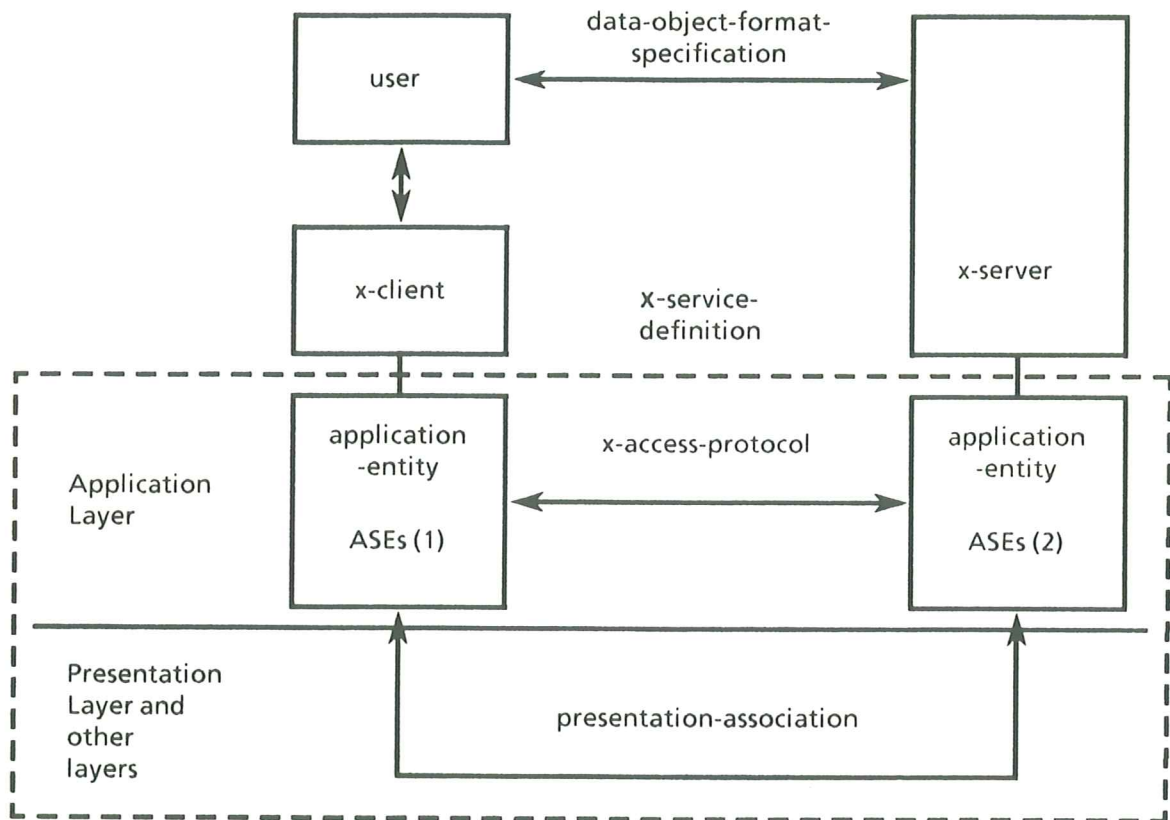 data-object-format-
specification
user
x-client
x-server
x-service-
definition
application
-entity
ASEs (1)
x-access-protocol
application
-entity
ASEs (2)
Application
Layer
Presentation
Layer and
other
layers
presentation-association